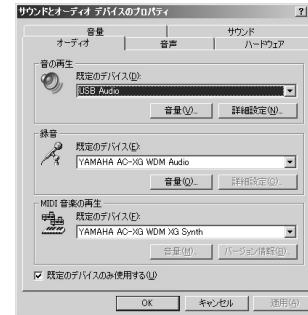 サウンドとオーディオ デバイスのプロパティ
音量 サウンド
オーディオ 音声 ハードウェア
音の再生
既定のデバイス(D):
USB Audio
音量(V)... 詳細設定(N)...
録音
既定のデバイス(E):
YAMAHA AC-XG WDM Audio
音量(O)... 詳細設定(O)...
MIDI 音楽の再生
既定のデバイス(F):
YAMAHA AC-XG WDM XG Synth
音量(M)... バージョン情報(B)...
既定のデバイスのみ使用する(U)
OK キャンセル 適用(A)